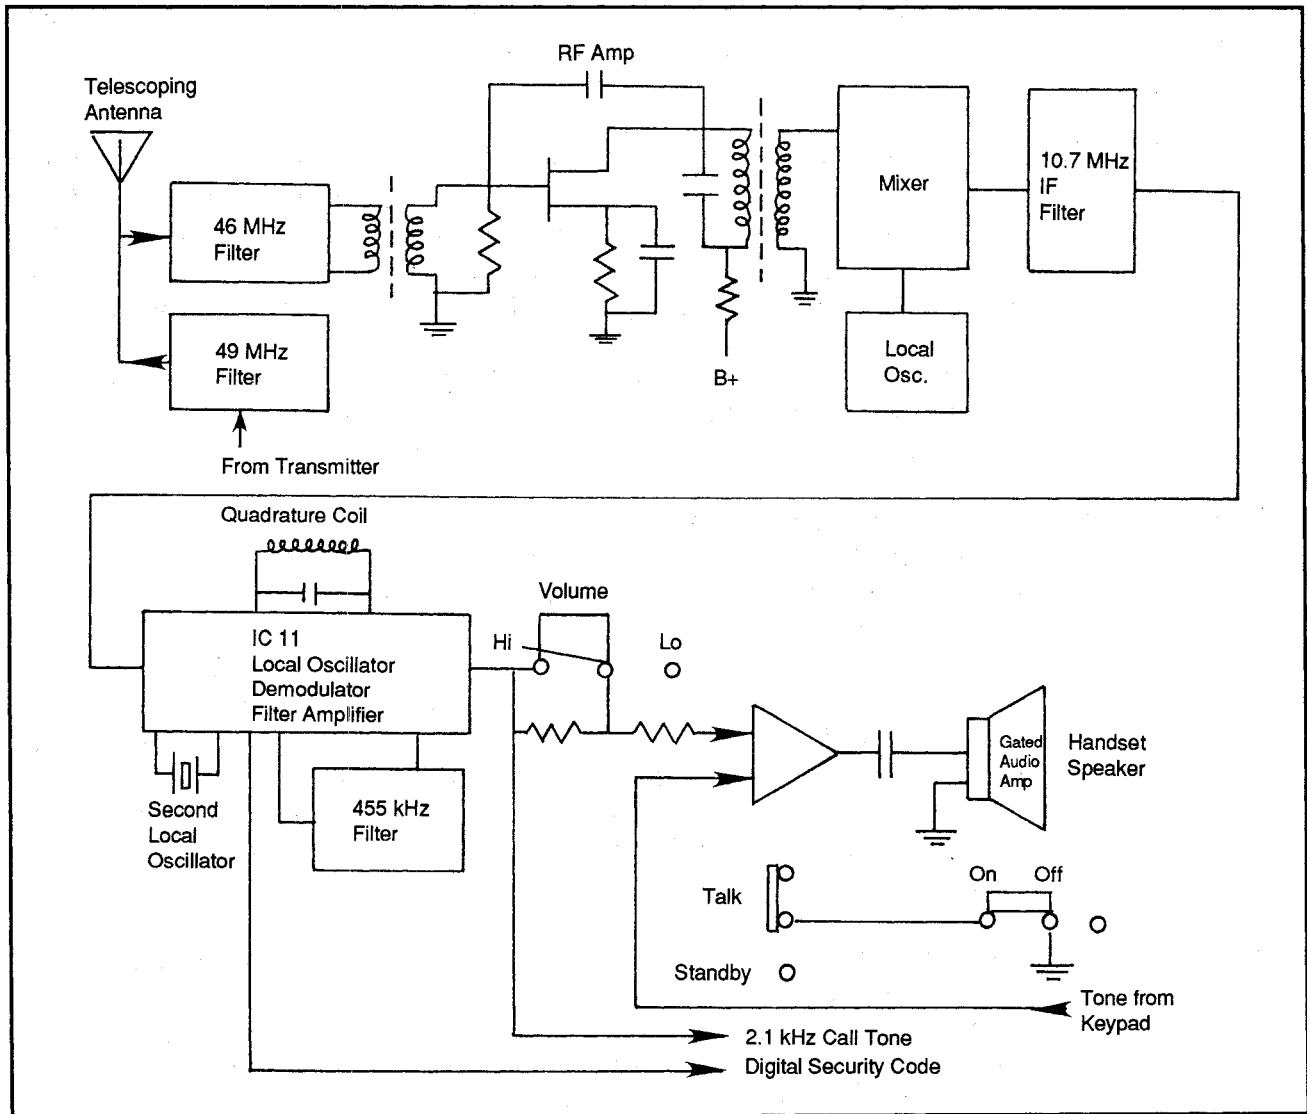 RF Amp
Telescoping
Antenna
46 MHz
Filter
Mixer
10.7 MHz
IF
Filter
49 MHz
Filter
Local
Osc.
B+
From Transmitter
Quadrature Coil
Volume
Hi
Lo
IC 11
Local Oscillator
Demodulator
Filter Amplifier
Gated
Audio
Amp
Handset
Speaker
455 kHz
Filter
Second
Local
Oscillator
On
Off
Talk
Standby
Tone from
Keypad
2.1 kHz Call Tone
Digital Security Code